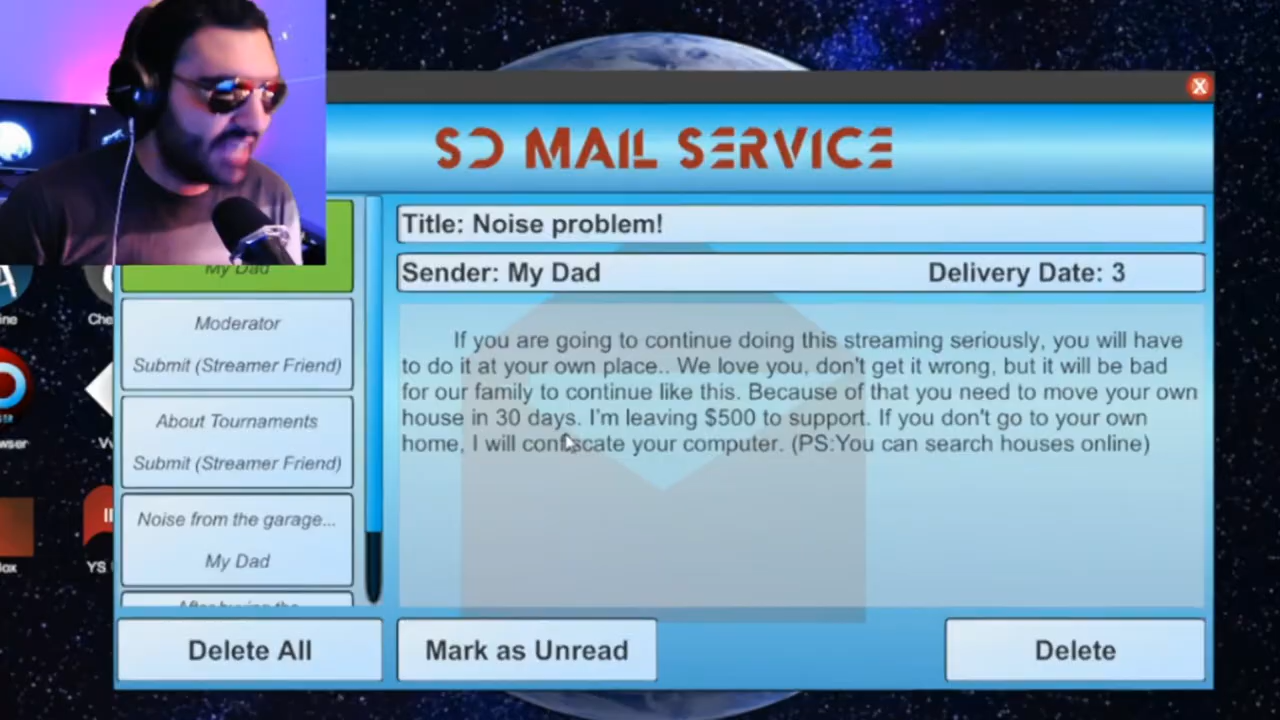 SD MAIL SERVICE
My Dad
Moderator
Submit (Streamer Friend)
About Tournaments
Submit (Streamer Friend)
Noise from the garage...
My Dad
After buying the
Title: Noise problem!
Sender: My Dad Delivery Date: 3
If you are going to continue doing this streaming seriously, you will have
to do it at your own place.. We love you, don't get it wrong, but it will be bad
for our family to continue like this. Because of that you need to move your own
house in 30 days. I'm leaving $500 to support. If you don't go to your own
home, I will confiscate your computer. (PS:You can search houses online)
Delete All
Mark as Unread
Delete
Che
YS